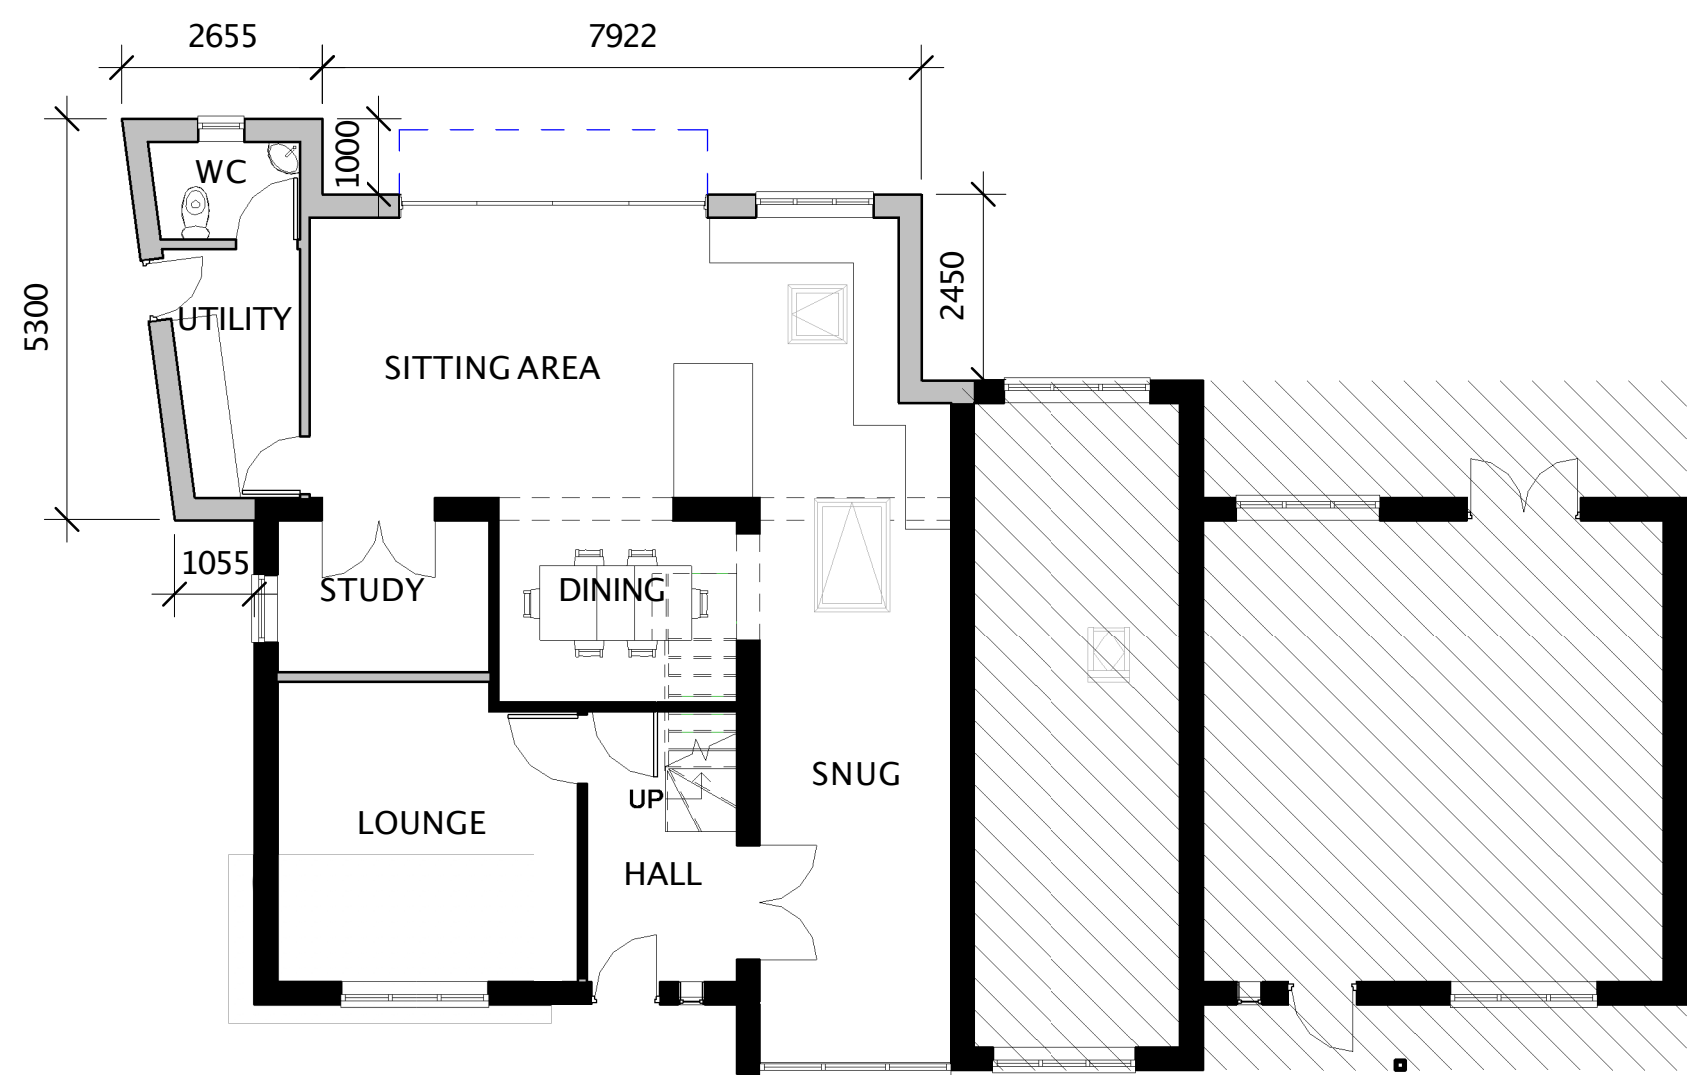 2655
7922
1000
WC
5300
UTILITY
2450
SITTING AREA
1055
STUDY
DINING
SNUG
UP
LOUNGE
HALL